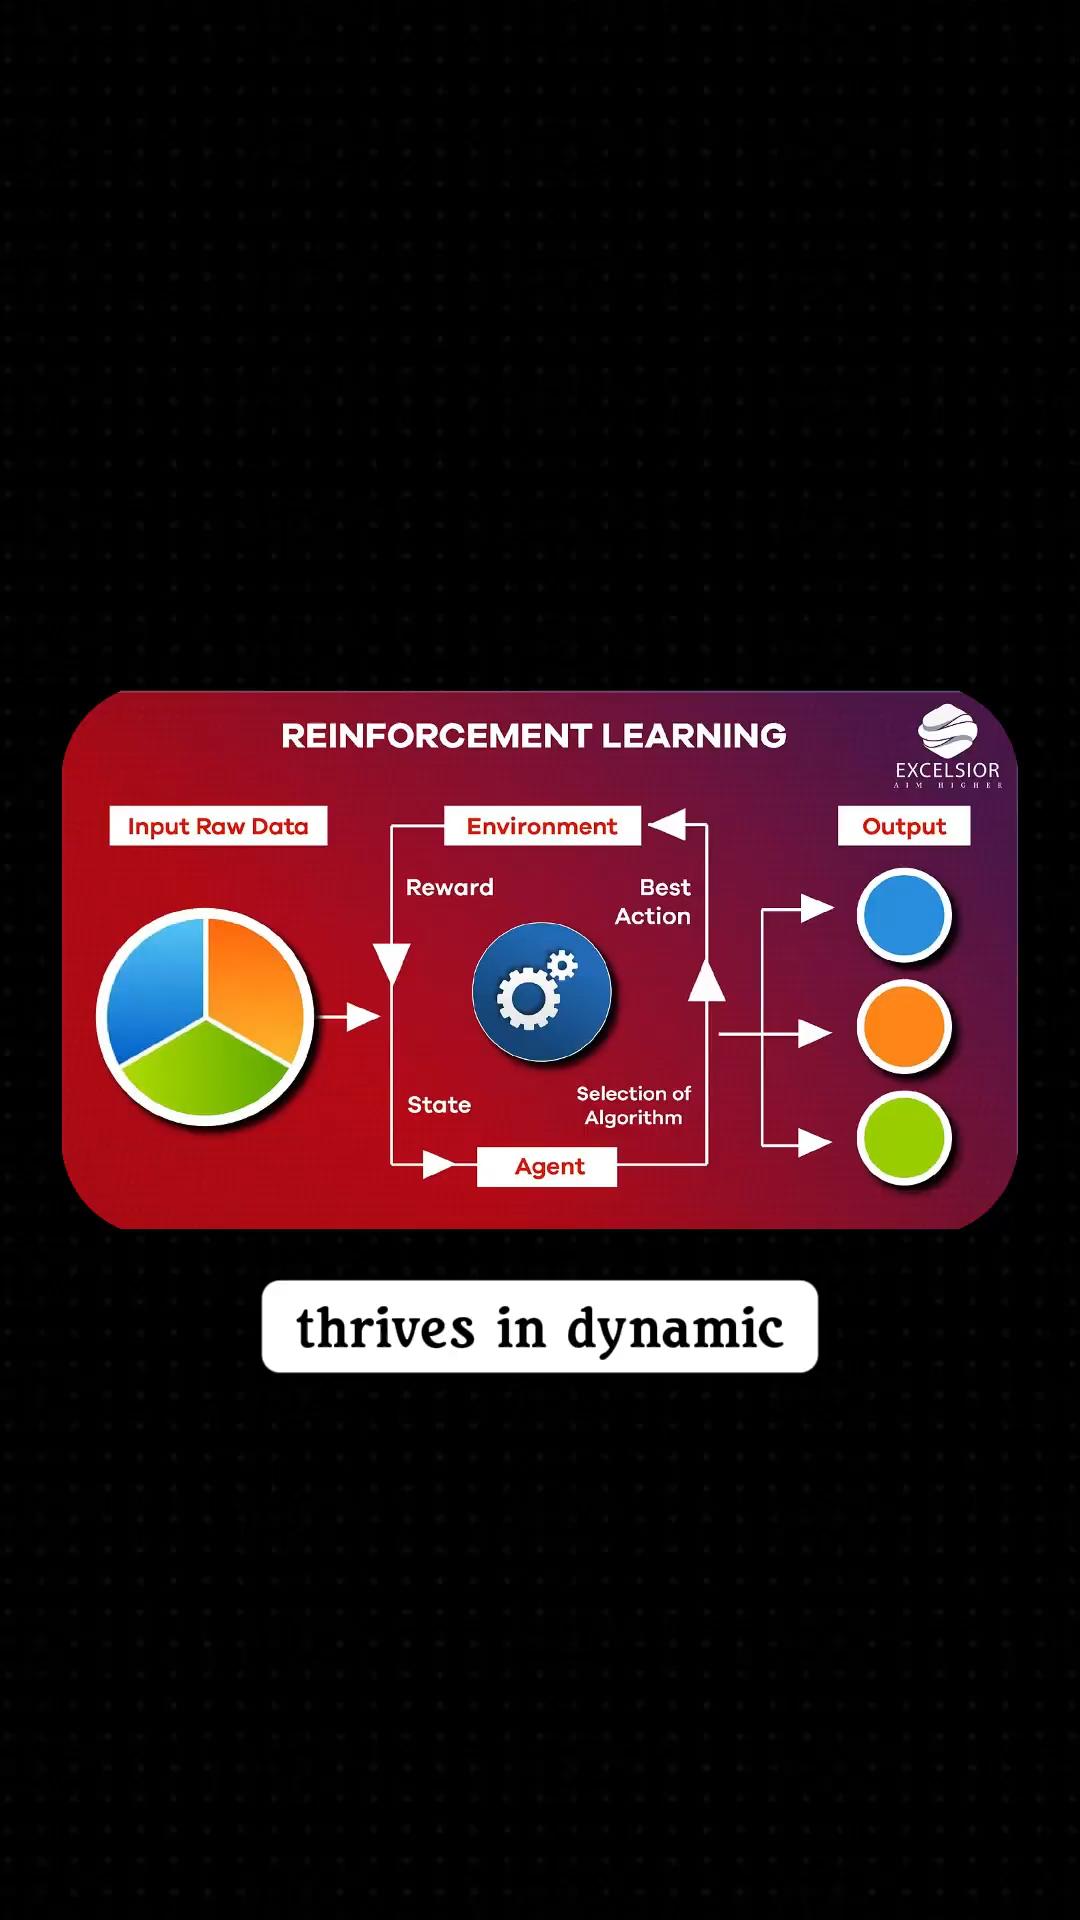 REINFORCEMENT LEARNING
EXCELSIOR
AIM HIGHER
Input Raw Data
Environment
Output
Reward
Best
Action
State
Selection of
Algorithm
Agent
thrives in dynamic